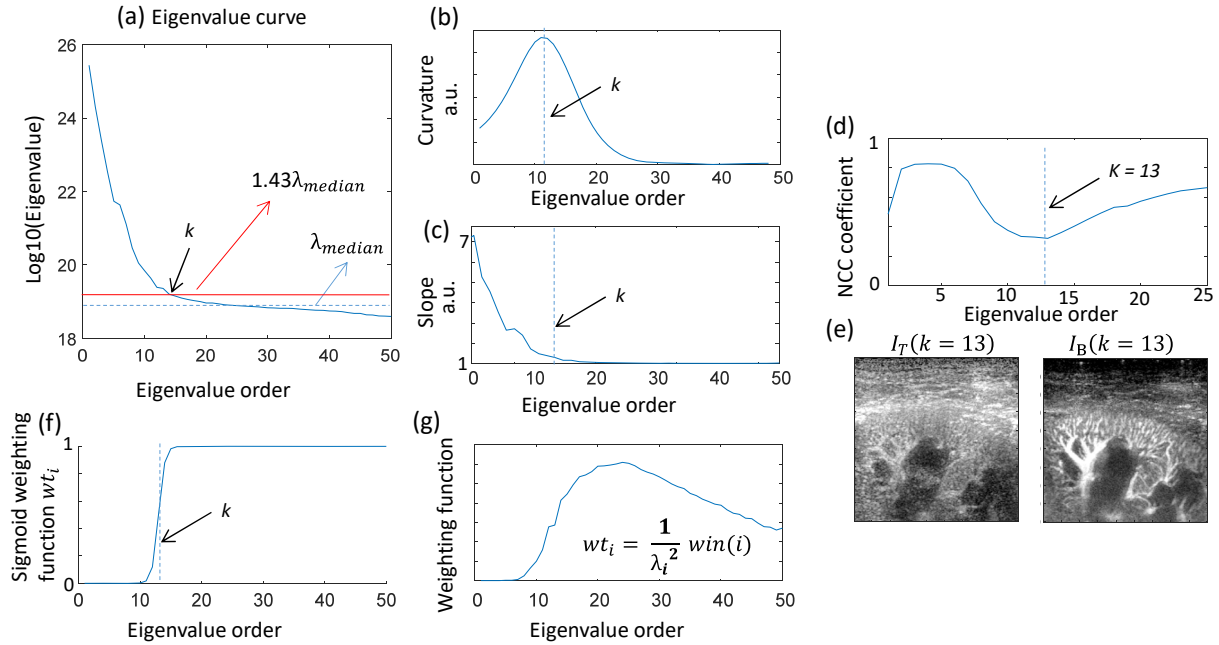 (a) Eigenvalue curve
26
24
22
20
18
0 10 20 30 40 50
Log10(Eigenvalue)
Eigenvalue order
1.43λmedian
λmedian
k
(b)
Curvature
a.u.
k
0 10 20 30 40 50
Eigenvalue order
(c)
7
1
Slope
a.u.
k
0 10 20 30 40 50
Eigenvalue order
(d)
1
0
NCC coefficient
K = 13
5 10 15 20 25
Eigenvalue order
(e)
I_T(k = 13)
I_B(k = 13)
(f)
Sigmoid weighting
function wt_i
1
0
k
0 10 20 30 40 50
Eigenvalue order
(g)
Weighting function
wt_i = 1/λ_i² win(i)
0 10 20 30 40 50
Eigenvalue order